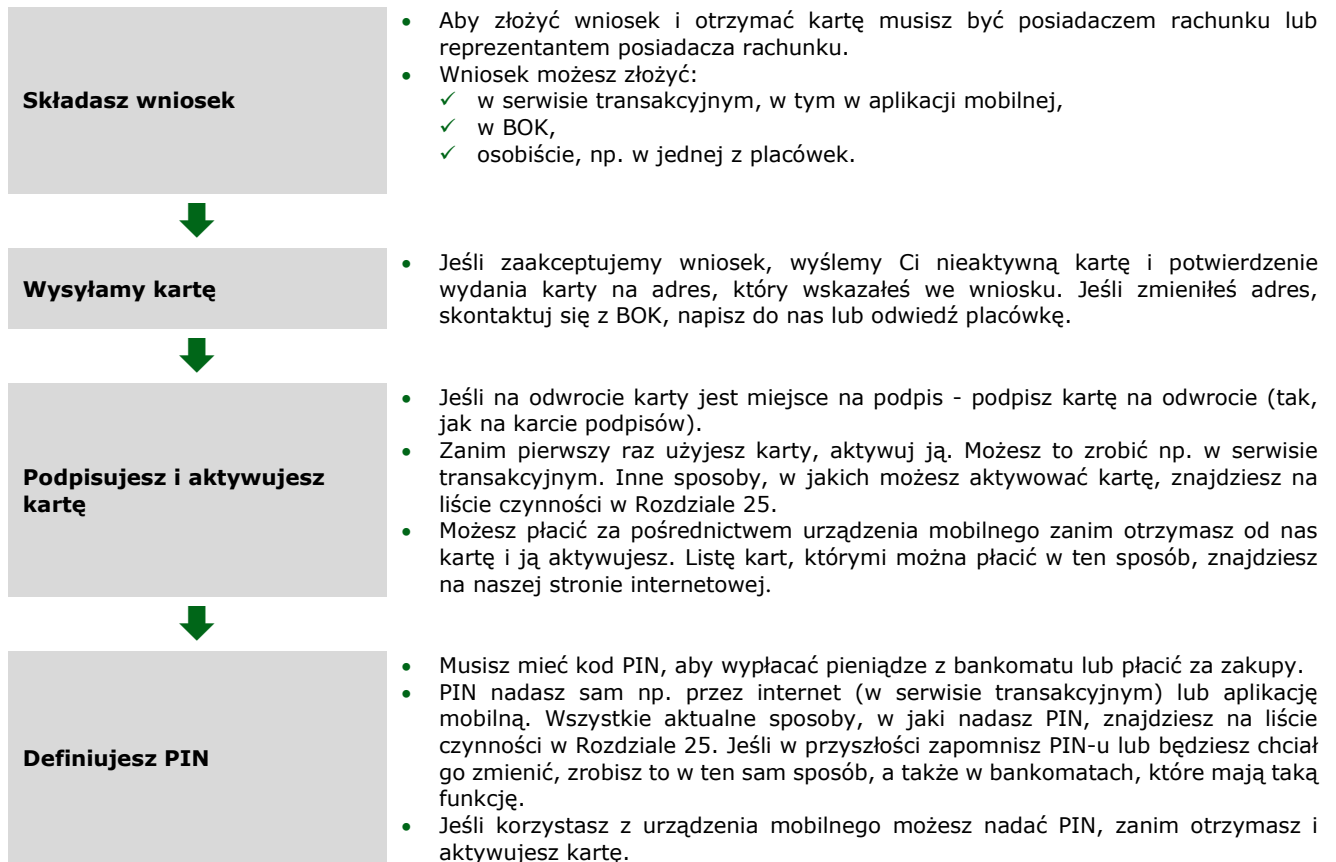 Składasz wniosek
• Aby złożyć wniosek i otrzymać kartę musisz być posiadaczem rachunku lub
reprezentantem posiadacza rachunku.
• Wniosek możesz złożyć:
✓ w serwisie transakcyjnym, w tym w aplikacji mobilnej,
✓ w BOK,
✓ osobiście, np. w jednej z placówek.
Wysyłamy kartę
• Jeśli zaakceptujemy wniosek, wyślemy Ci nieaktywną kartę i potwierdzenie
wydania karty na adres, który wskazałeś we wniosku. Jeśli zmieniłeś adres,
skontaktuj się z BOK, napisz do nas lub odwiedź placówkę.
Podpisujesz i aktywujesz
kartę
• Jeśli na odwrocie karty jest miejsce na podpis - podpisz kartę na odwrocie (tak,
jak na karcie podpisów).
• Zanim pierwszy raz użyjesz karty, aktywuj ją. Możesz to zrobić np. w serwisie
transakcyjnym. Inne sposoby, w jakich możesz aktywować kartę, znajdziesz na
liście czynności w Rozdziale 25.
• Możesz płacić za pośrednictwem urządzenia mobilnego zanim otrzymasz od nas
kartę i ją aktywujesz. Listę kart, którymi można płacić w ten sposób, znajdziesz
na naszej stronie internetowej.
Definiujesz PIN
• Musisz mieć kod PIN, aby wypłacać pieniądze z bankomatu lub płacić za zakupy.
• PIN nadasz sam np. przez internet (w serwisie transakcyjnym) lub aplikację
mobilną. Wszystkie aktualne sposoby, w jaki nadasz PIN, znajdziesz na liście
czynności w Rozdziale 25. Jeśli w przyszłości zapomnisz PIN-u lub będziesz chciał
go zmienić, zrobisz to w ten sam sposób, a także w bankomatach, które mają taką
funkcję.
• Jeśli korzystasz z urządzenia mobilnego możesz nadać PIN, zanim otrzymasz i
aktywujesz kartę.